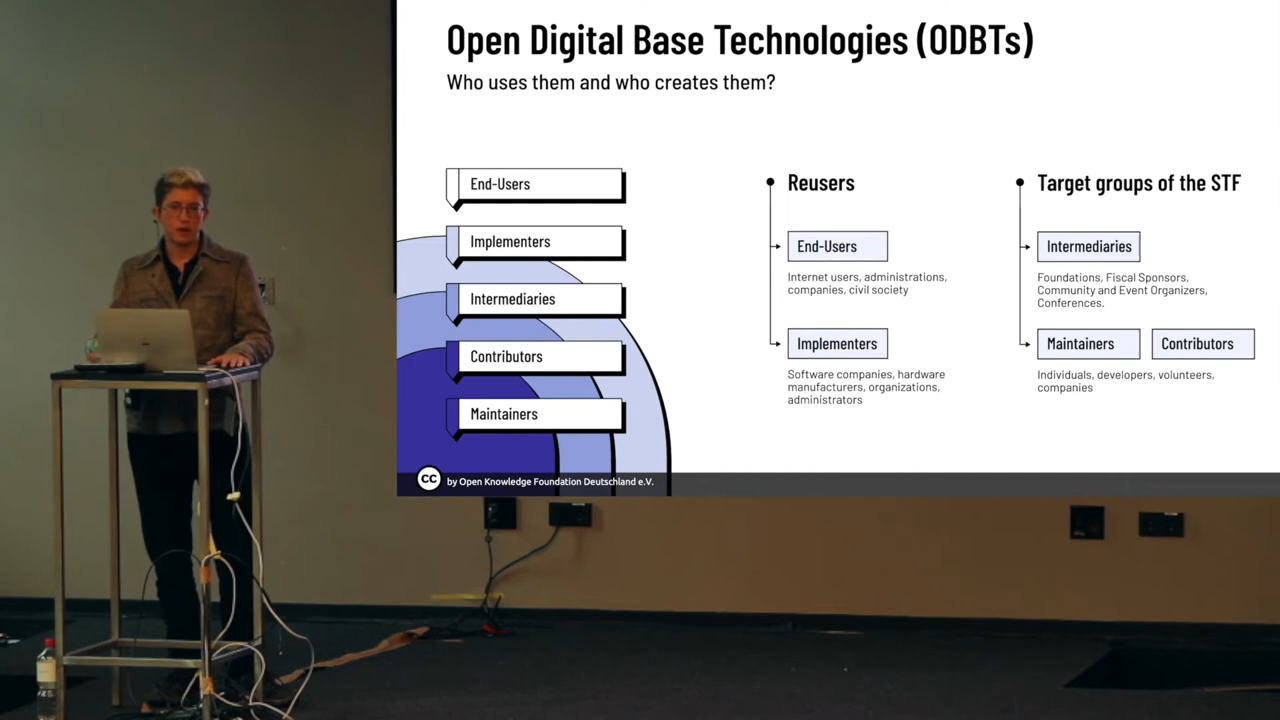 Open Digital Base Technologies (ODBTs)
Who uses them and who creates them?
End-Users
Implementers
Intermediaries
Contributors
Maintainers
Reusers
End-Users
Internet users, administrations,
companies, civil society
Implementers
Software companies, hardware
manufacturers, organizations,
administrators
Target groups of the STF
Intermediaries
Foundations, Fiscal Sponsors,
Community and Event Organizers,
Conferences.
Maintainers
Contributors
Individuals, developers, volunteers,
companies
CC
by Open Knowledge Foundation Deutschland e.V.